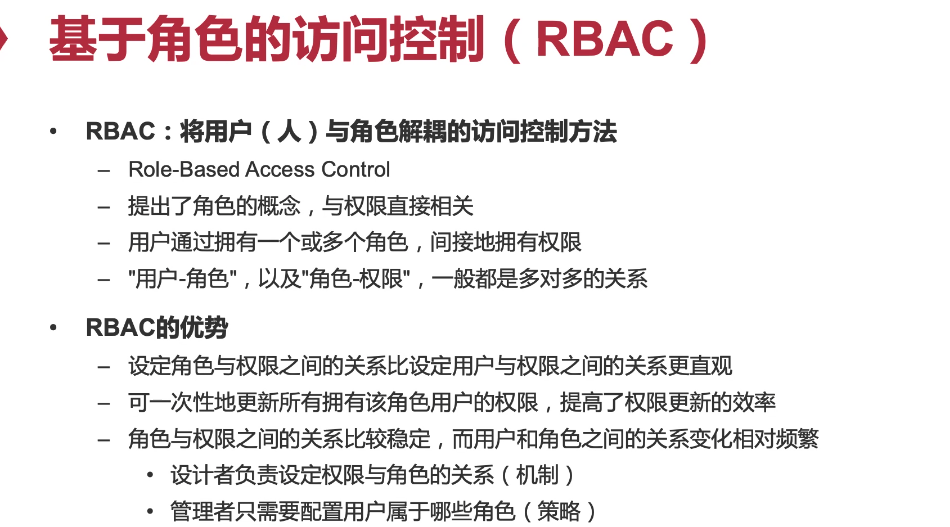 基于角色的访问控制（RBAC）
• RBAC：将用户（人）与角色解耦的访问控制方法
– Role-Based Access Control
– 提出了角色的概念，与权限直接相关
– 用户通过拥有一个或多个角色，间接地拥有权限
– "用户-角色"，以及"角色-权限"，一般都是多对多的关系
• RBAC的优势
– 设定角色与权限之间的关系比设定用户与权限之间的关系更直观
– 可一次性地更新所有拥有该角色用户的权限，提高了权限更新的效率
– 角色与权限之间的关系比较稳定，而用户和角色之间的关系变化相对频繁
• 设计者负责设定权限与角色的关系（机制）
• 管理者只需要配置用户属于哪些角色（策略）